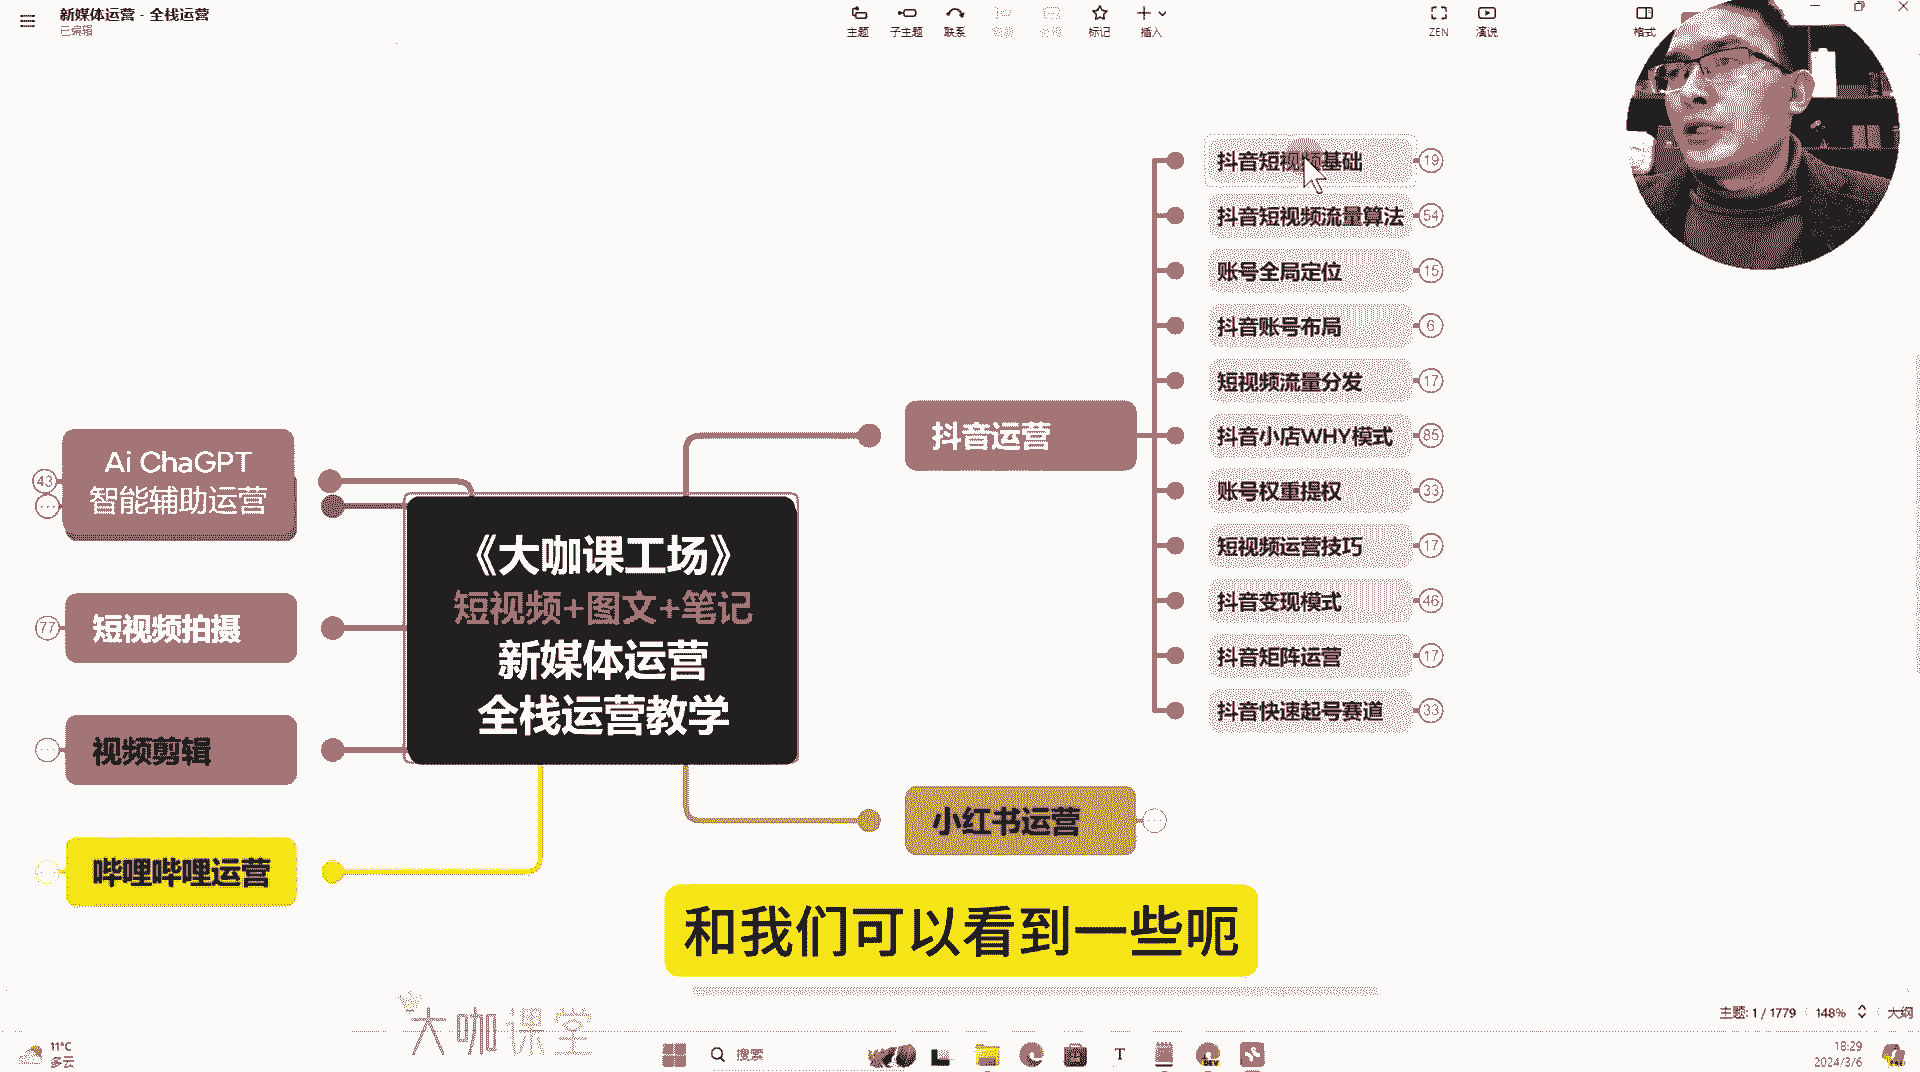 新媒体运营 - 全栈运营
已编辑
主题
子主题
联系
标记
插入
ZEN
演说
格式
抖音短视频基础
19
抖音短视频流量算法
54
账号全局定位
15
抖音账号布局
6
短视频流量分发
17
抖音运营
抖音小店WHY模式
85
账号权重提权
33
短视频运营技巧
17
抖音变现模式
46
抖音矩阵运营
17
抖音快速起号赛道
33
Ai ChaGPT
智能辅助运营
43
《大咖课工场》
短视频+图文+笔记
新媒体运营
全栈运营教学
短视频拍摄
77
视频剪辑
哔哩哔哩运营
小红书运营
和我们可以看到一些呃
大咖课堂
主题: 1 / 1779
148%
大纲
11°C
多云
搜索
T
DEV
18:29
2024/3/6